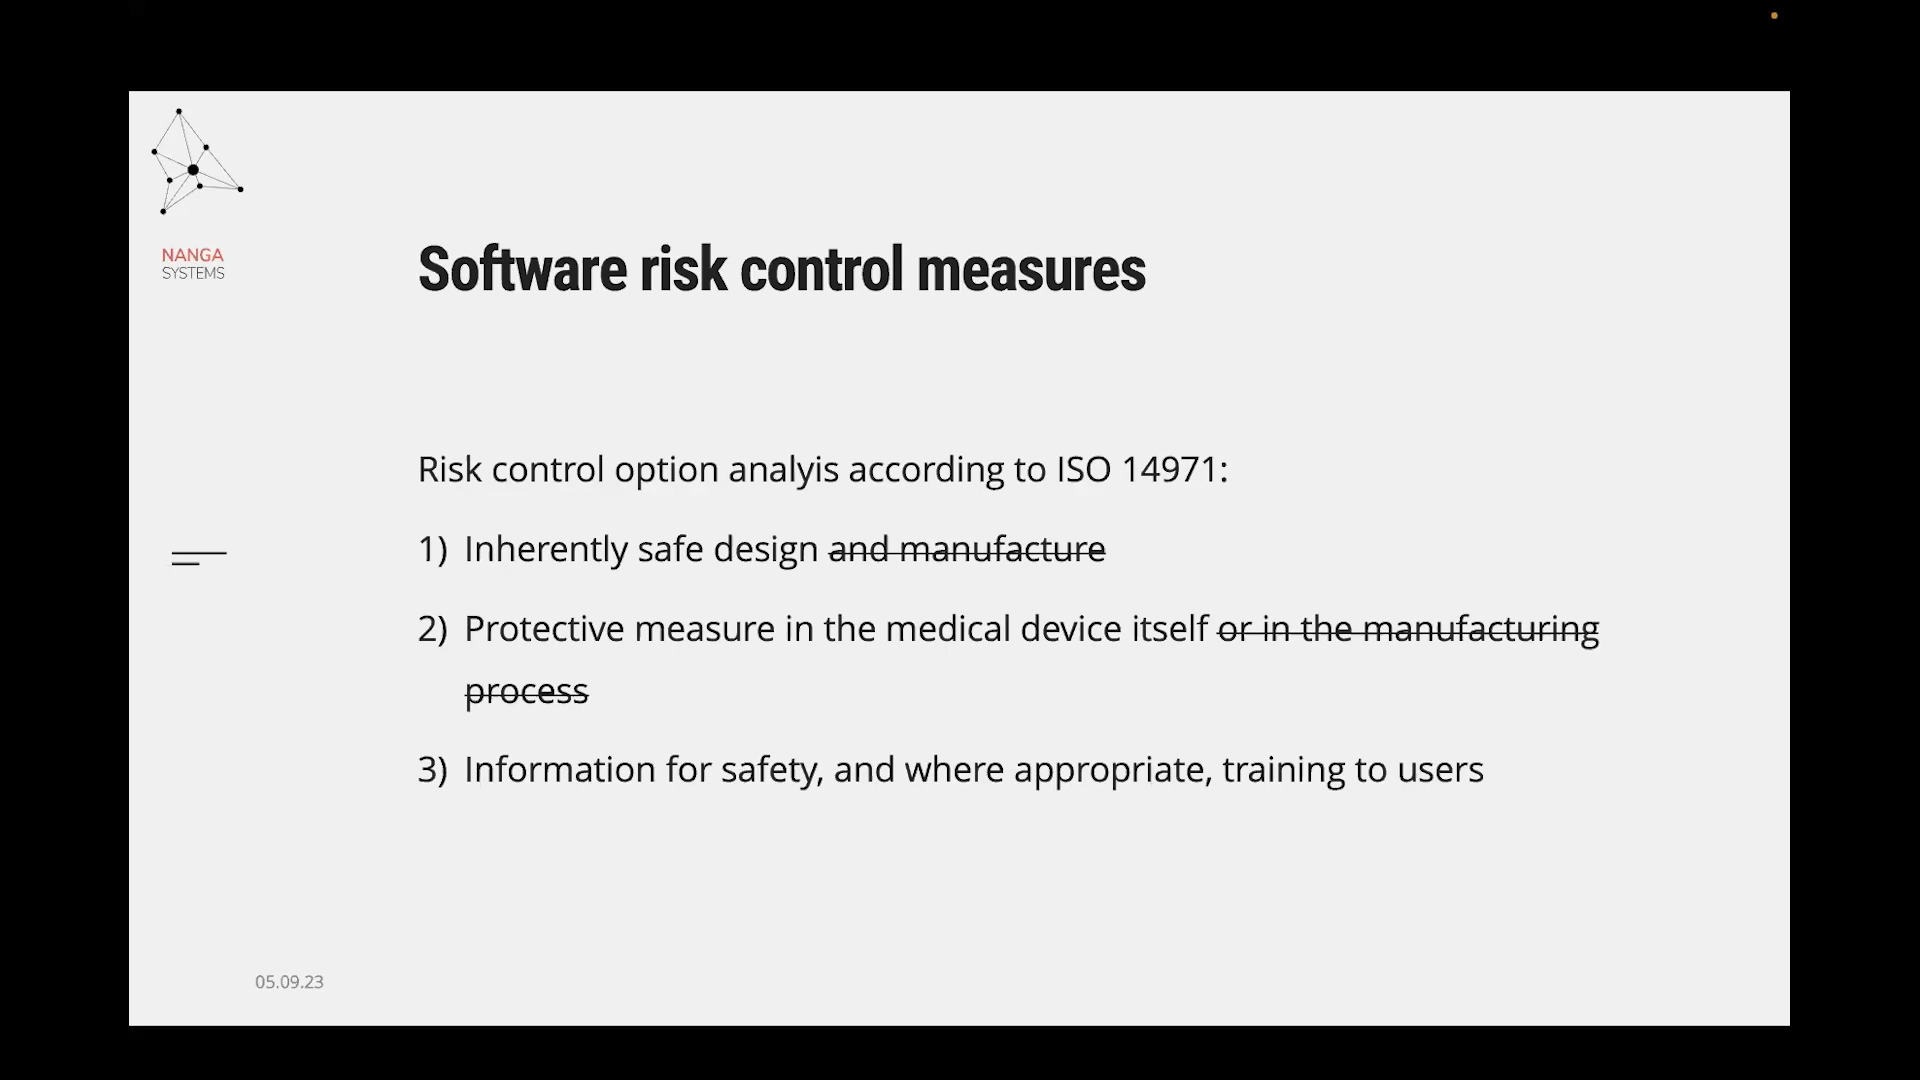 NANGA
SYSTEMS
Software risk control measures
Risk control option analyis according to ISO 14971:
1) Inherently safe design and manufacture
2) Protective measure in the medical device itself or in the manufacturing
process
3) Information for safety, and where appropriate, training to users
05.09.23